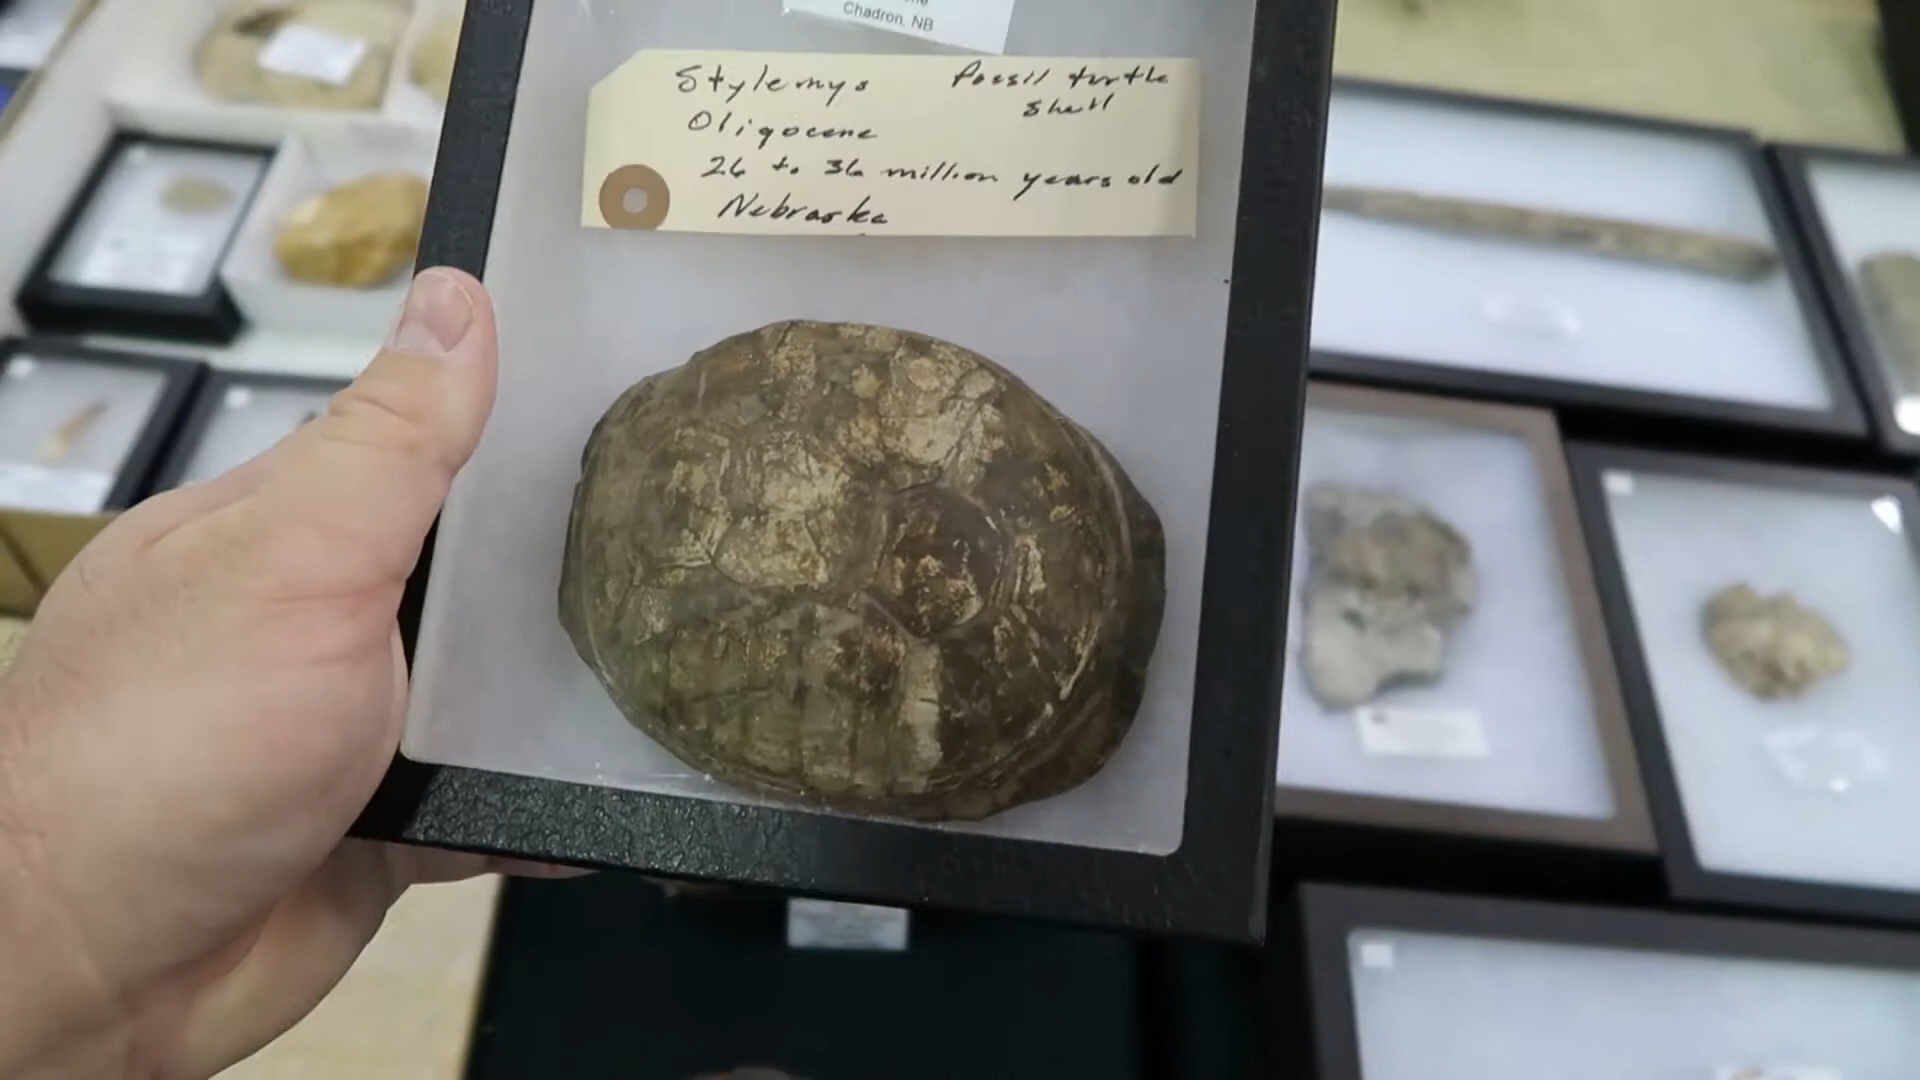 Chadron, NB
Stylemys Fossil turtle
shell
Oligocene
26 to 36 million years old
Nebraska